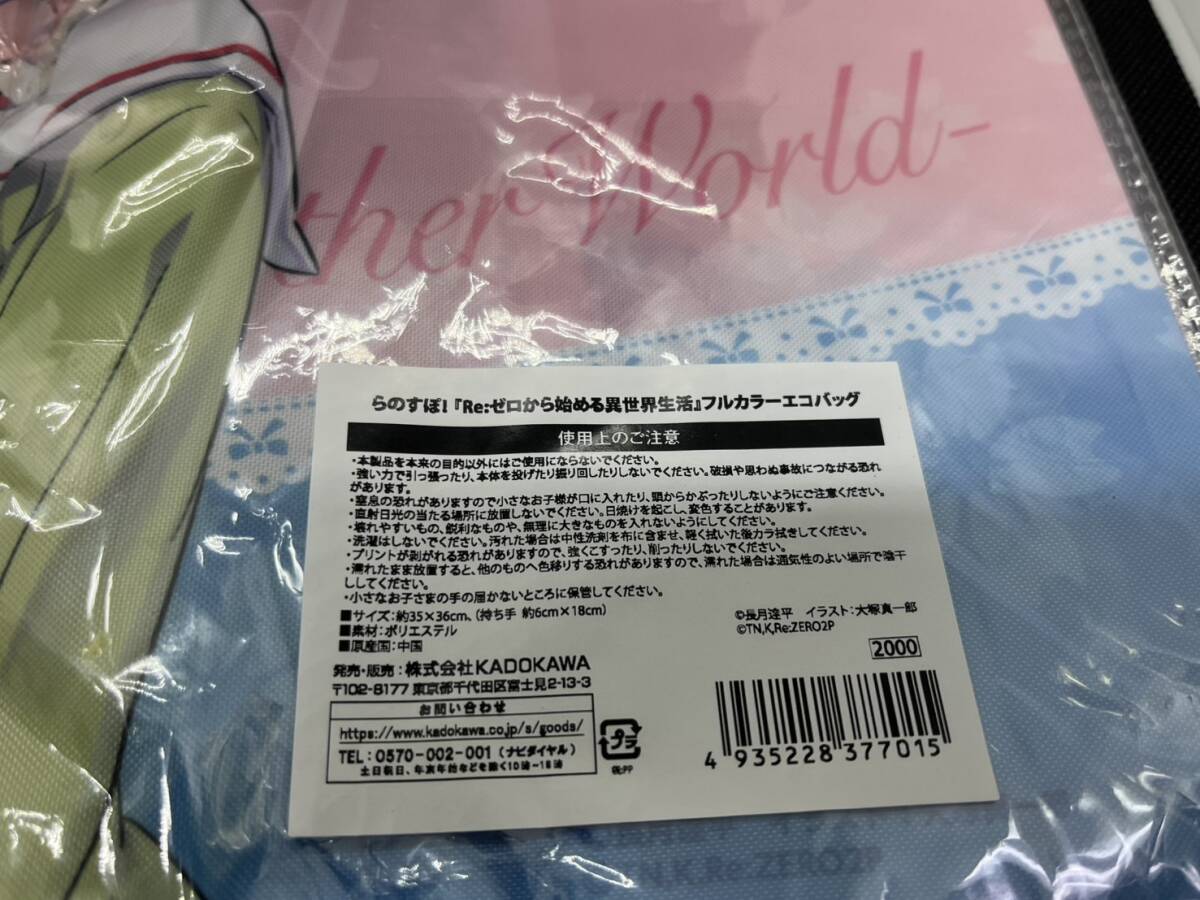 ther World-
らのすぽ!『Re:ゼロから始める異世界生活』フルカラーエコバッグ
使用上のご注意
・本製品を本来の目的以外にはご使用にならないでください。
・強い力で引っ張ったり、本体を投げたり振り回したりしないでください。破損や思わぬ事故につながる恐れ
があります。
・窒息の恐れがありますので小さなお子様が口に入れたり、頭からかぶったりしないようにご注意ください。
・直射日光の当たる場所に放置しないでください。日焼けを起こし、変色することがあります。
・壊れやすいもの、鋭利なものや、無理に大きなものを入れないようにしてください。
・洗濯はしないでください。汚れた場合は中性洗剤を布に含ませ、軽く拭いた後カラ拭きしてください。
・プリントが剥がれる恐れがありますので、強くこすったり、削ったりしないでください。
・濡れたまま放置すると、他のものへ色移りする恐れがありますので、濡れた場合は通気性のよい場所で陰干
ししてください。
・小さなお子さまの手の届かないところに保管してください。
■サイズ:約35×36cm、(持ち手 約6cm×18cm)
■素材:ポリエステル
■原産国:中国
©長月達平 イラスト:大塚真一郎
©TN,K,Re:ZERO2P
2000
発売・販売:株式会社KADOKAWA
〒102-8177 東京都千代田区富士見2-13-3
お問い合わせ
https://www.kadokawa.co.jp/s/goods/
TEL:0570-002-001(ナビダイヤル)
土日祝日、年末年始などを除く10時~18時
プラ
袋:PP
4 935228 377015
TN,K,Re:ZERO2P